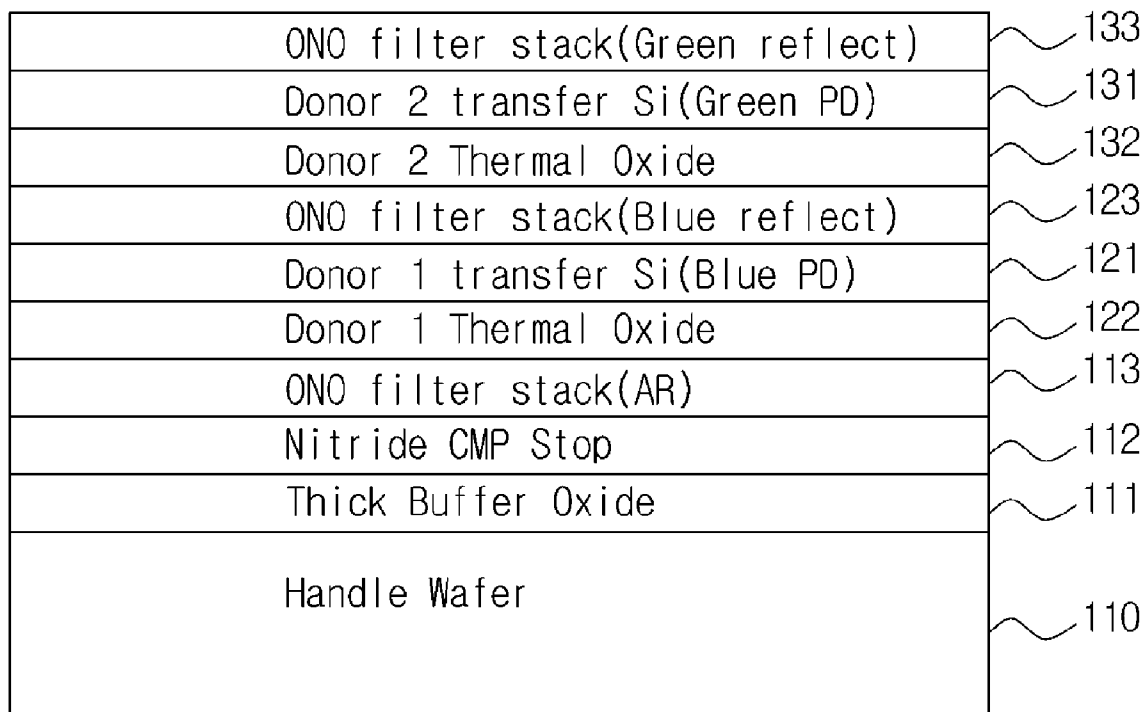 ONO filter stack(Green reflect) 133
Donor 2 transfer Si(Green PD) 131
Donor 2 Thermal Oxide 132
ONO filter stack(Blue reflect) 123
Donor 1 transfer Si(Blue PD) 121
Donor 1 Thermal Oxide 122
ONO filter stack(AR) 113
Nitride CMP Stop 112
Thick Buffer Oxide 111
Handle Wafer 110